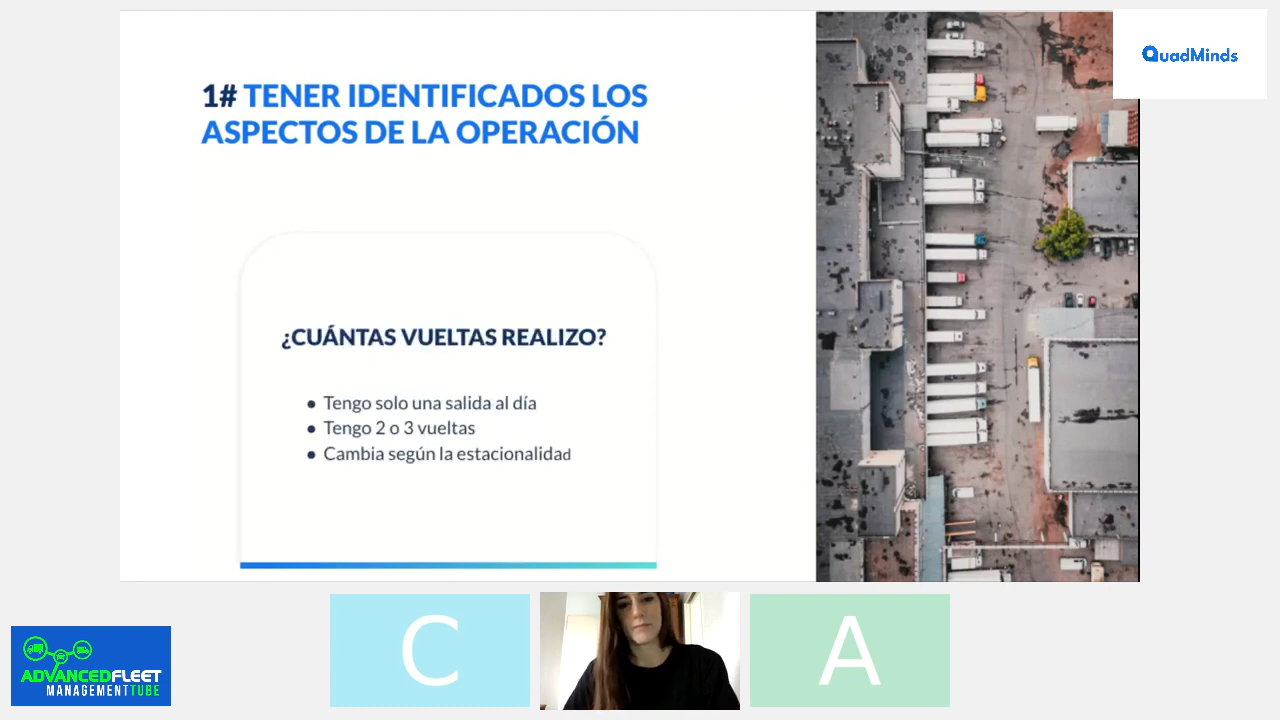 1# TENER IDENTIFICADOS LOS
ASPECTOS DE LA OPERACIÓN
QuadMinds
¿CUÁNTAS VUELTAS REALIZO?
● Tengo solo una salida al día
● Tengo 2 o 3 vueltas
● Cambia según la estacionalidad
C
A
ADVANCEDFLEET
MANAGEMENTTUBE